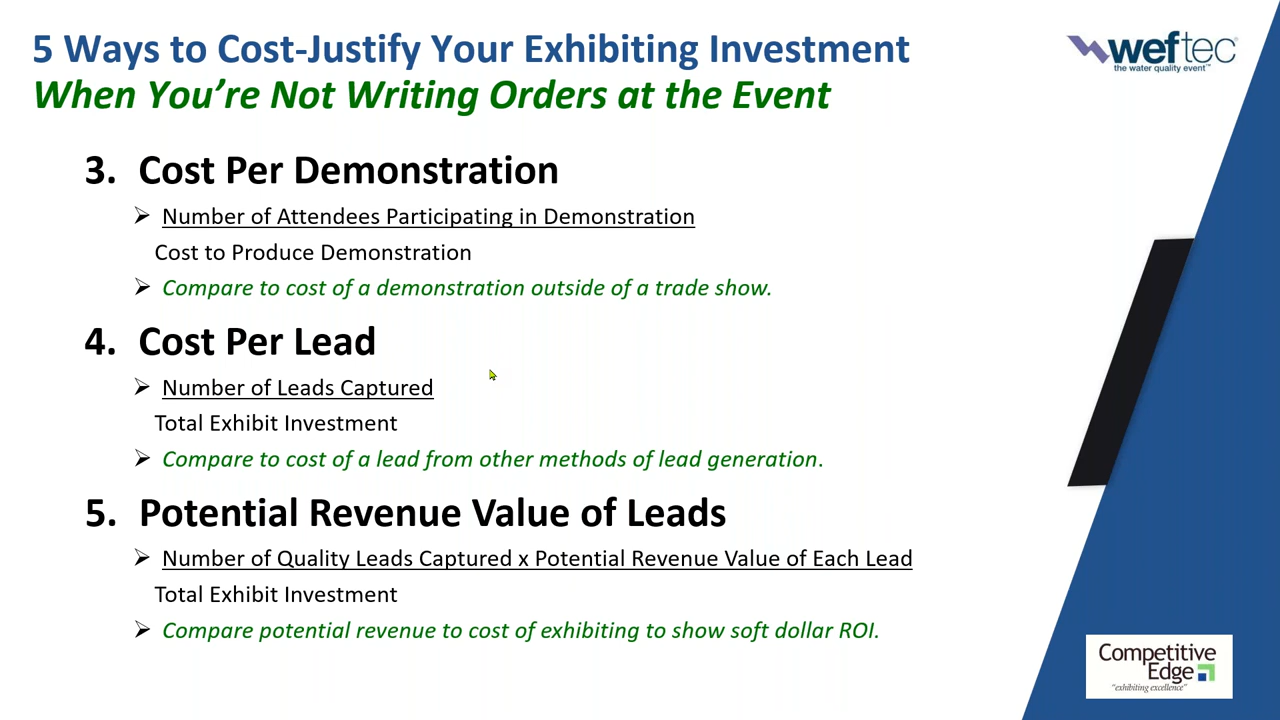 5 Ways to Cost-Justify Your Exhibiting Investment
When You're Not Writing Orders at the Event
weftec
the water quality event™
3. Cost Per Demonstration
Number of Attendees Participating in Demonstration
Cost to Produce Demonstration
Compare to cost of a demonstration outside of a trade show.
4. Cost Per Lead
Number of Leads Captured
Total Exhibit Investment
Compare to cost of a lead from other methods of lead generation.
5. Potential Revenue Value of Leads
Number of Quality Leads Captured x Potential Revenue Value of Each Lead
Total Exhibit Investment
Compare potential revenue to cost of exhibiting to show soft dollar ROI.
Competitive
Edge
"exhibiting excellence"